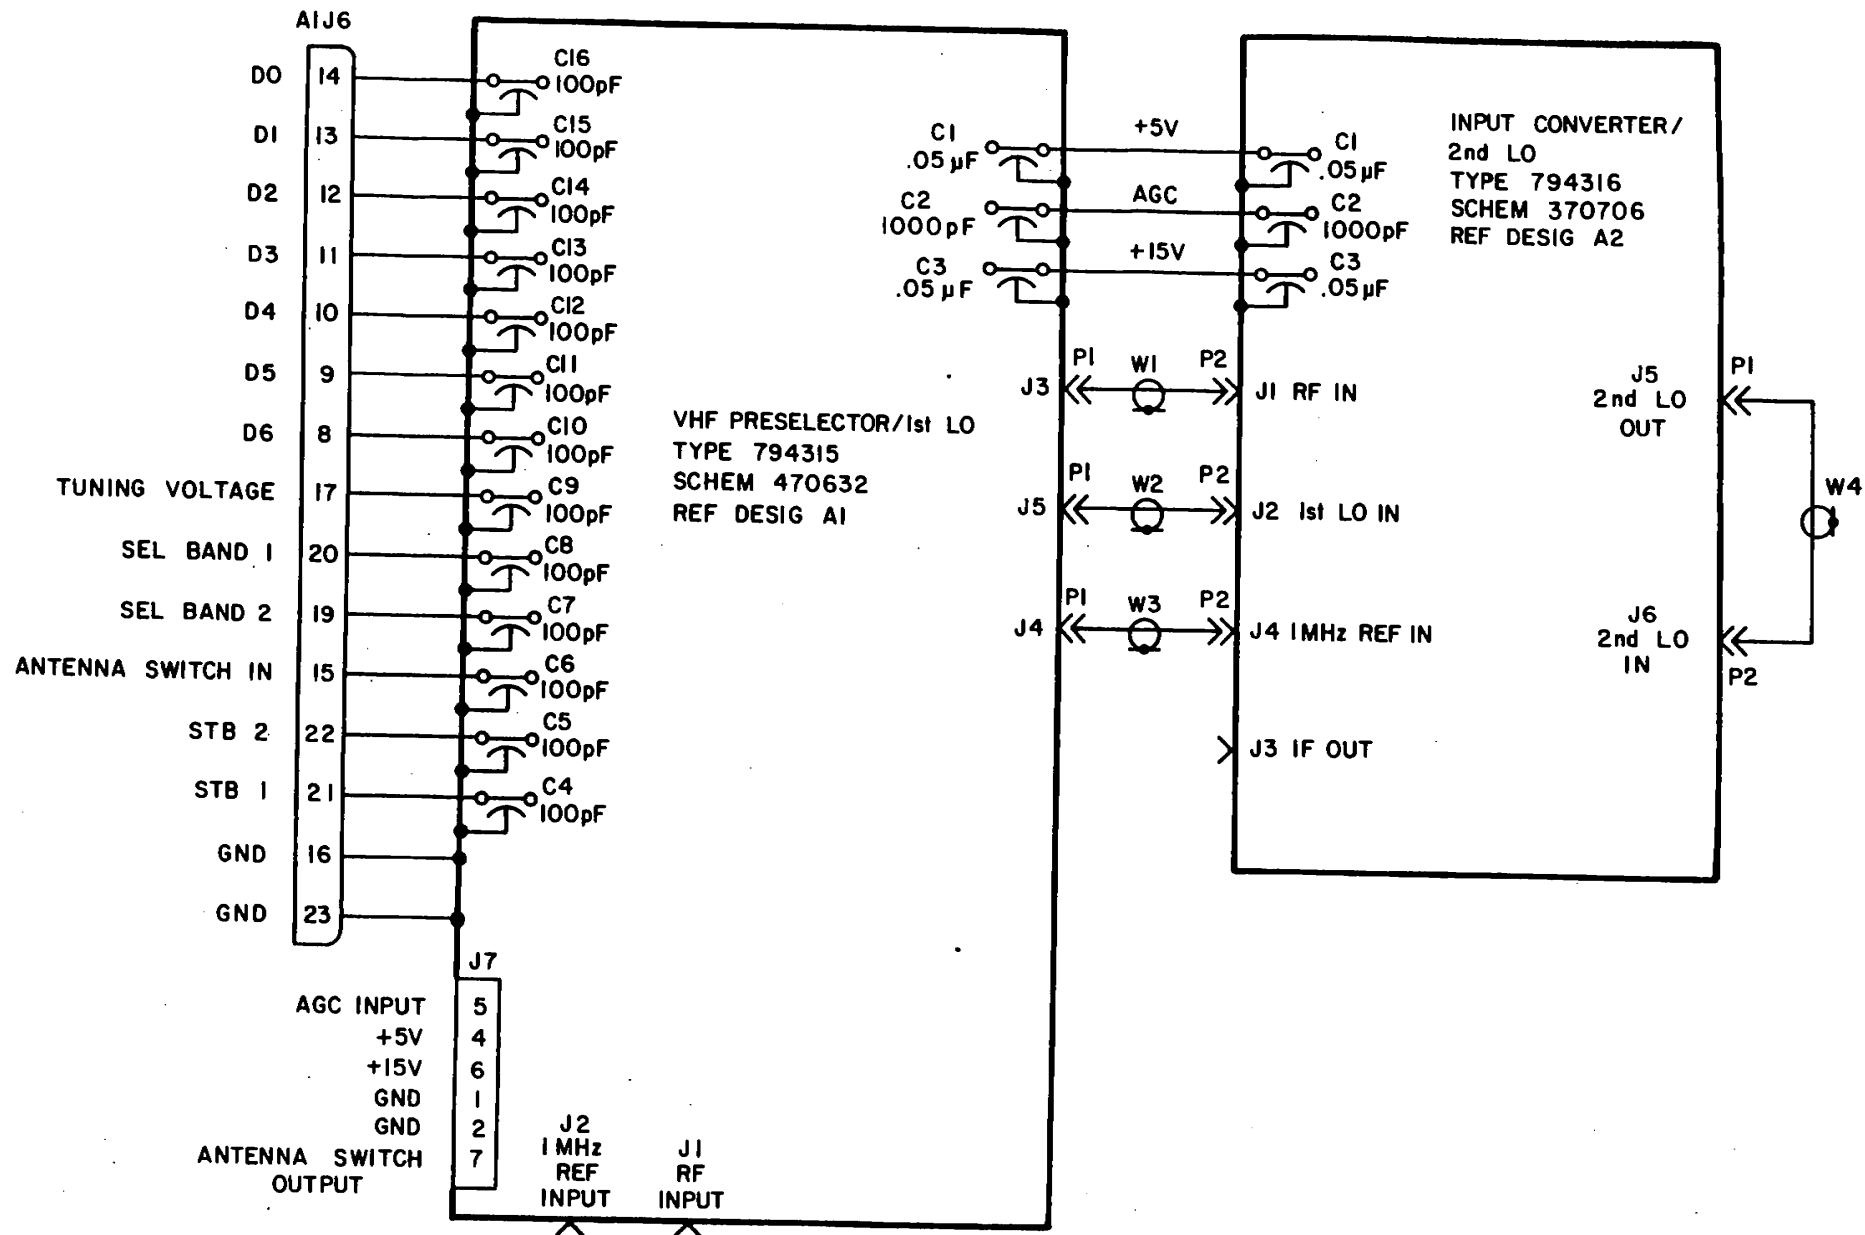 A1J6
D0 14 C16
100pF
D1 13 C15
100pF
D2 12 C14
100pF
D3 11 C13
100pF
D4 10 C12
100pF
D5 9 C11
100pF
D6 8 C10
100pF
TUNING VOLTAGE 17 C9
100pF
SEL BAND 1 20 C8
100pF
SEL BAND 2 19 C7
100pF
ANTENNA SWITCH IN 15 C6
100pF
STB 2 22 C5
100pF
STB 1 21 C4
100pF
GND 16
GND 23
J7
AGC INPUT 5
+5V 4
+15V 6
GND 1
GND 2
ANTENNA SWITCH 7
OUTPUT
J2
1MHz
REF
INPUT
J1
RF
INPUT
VHF PRESELECTOR/1st LO
TYPE 794315
SCHEM 470632
REF DESIG A1
C1
.05µF
+5V
C1
.05µF
C2
1000pF
AGC
C2
1000pF
C3
.05µF
+15V
C3
.05µF
J3 P1 W1 P2 J1 RF IN
J5 P1 W2 P2 J2 1st LO IN
J4 P1 W3 P2 J4 1MHz REF IN
J3 IF OUT
INPUT CONVERTER/
2nd LO
TYPE 794316
SCHEM 370706
REF DESIG A2
J5 P1
2nd LO
OUT
W4
J6
2nd LO
IN
P2